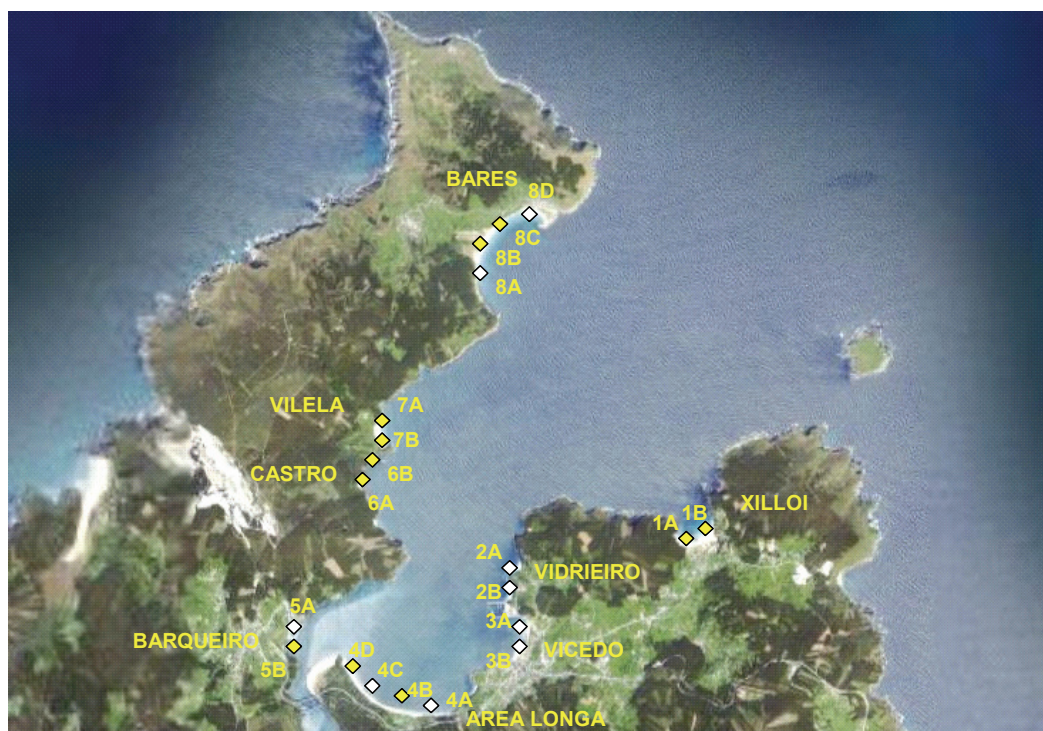 BARES
8D
8C
8B
8A
VILELA
7A
7B
CASTRO
6B
6A
XILLOI
1B
1A
2A
VIDRIEIRO
2B
5A
3A
BARQUEIRO
VICEDO
5B
3B
4D
4C
4B
4A
AREA LONGA